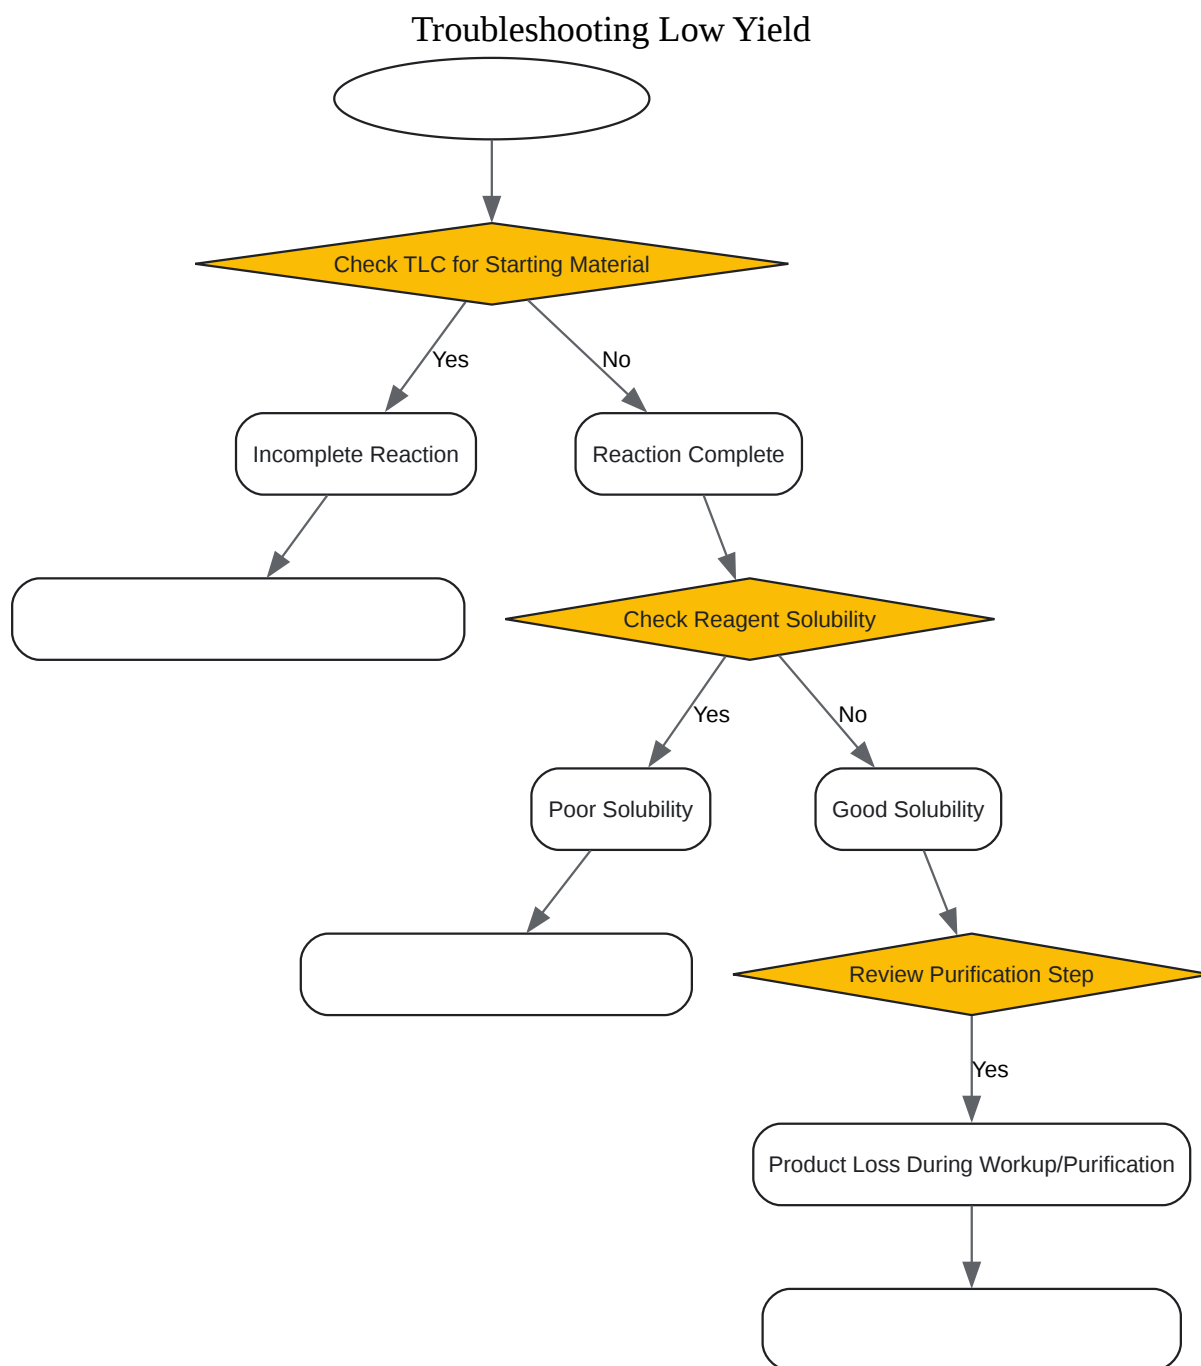 Troubleshooting Low Yield
Check TLC for Starting Material
Yes
No
Incomplete Reaction
Reaction Complete
Check Reagent Solubility
Yes
No
Poor Solubility
Good Solubility
Review Purification Step
Yes
Product Loss During Workup/Purification